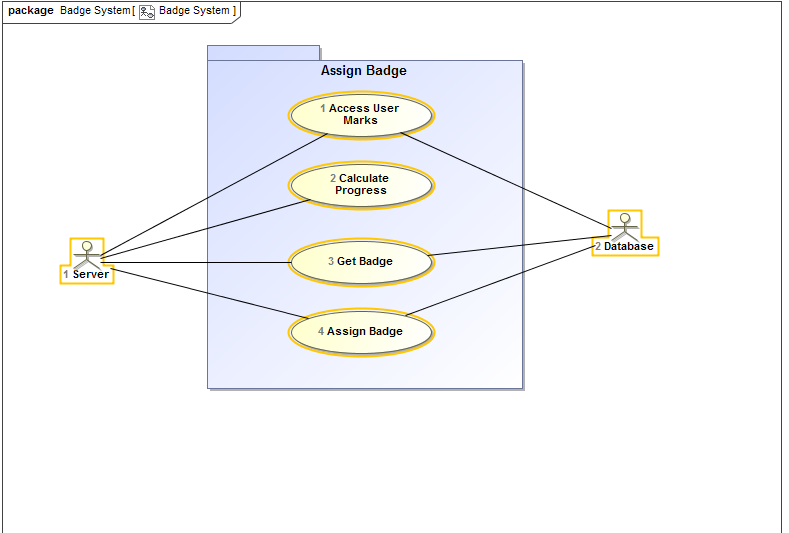 package Badge System[ Badge System ]
Assign Badge
1 Access User
Marks
2 Calculate
Progress
3 Get Badge
4 Assign Badge
1 Server
2 Database